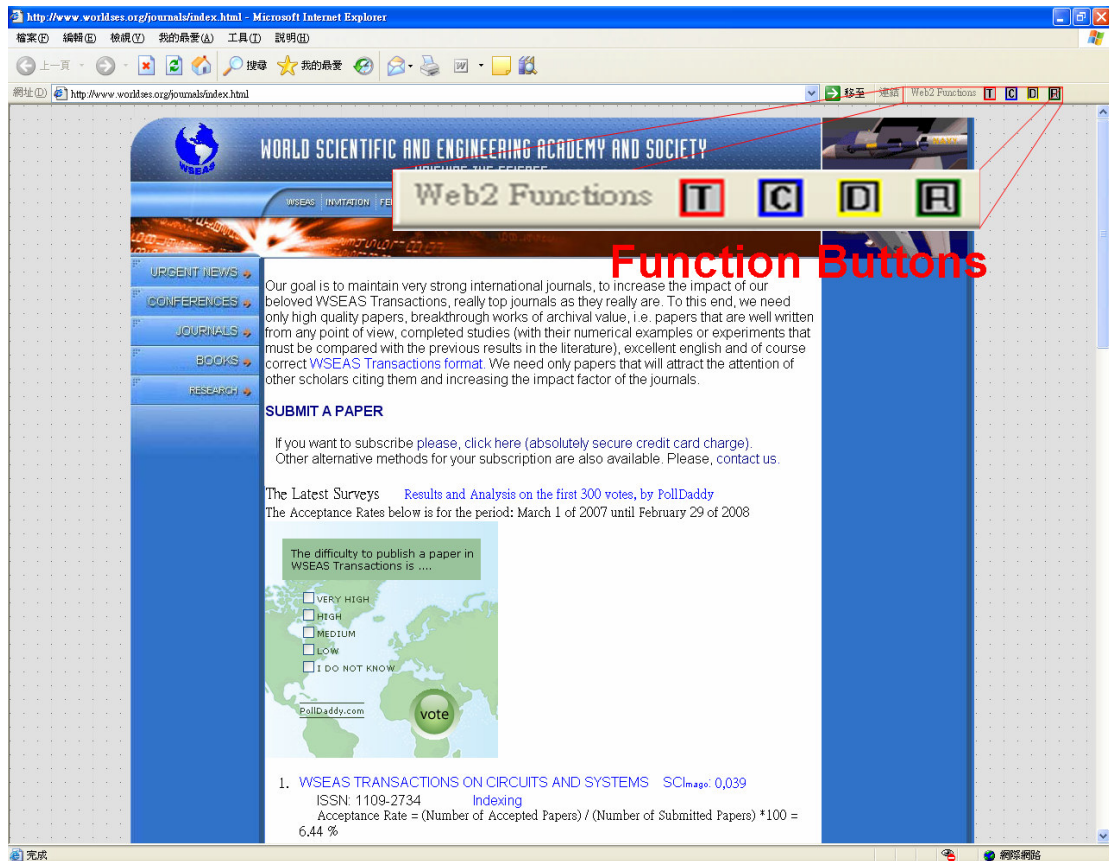 http://www.worldses.org/journals/index.html - Microsoft Internet Explorer
檔案(F) 編輯(E) 檢視(V) 我的最愛(A) 工具(T) 說明(H)
上一頁 搜尋 我的最愛
網址(D) http://www.worldses.org/journals/index.html 移至 連結 Web2 Functions T C D R
WSEAS
WORLD SCIENTIFIC AND ENGINEERING ACADEMY AND SOCIETY
WSEAS INVITATION
Web2 Functions T C D R
Function Buttons
URGENT NEWS
CONFERENCES
JOURNALS
BOOKS
RESEARCH
Our goal is to maintain very strong international journals, to increase the impact of our
beloved WSEAS Transactions, really top journals as they really are. To this end, we need
only high quality papers, breakthrough works of archival value, i.e. papers that are well written
from any point of view, completed studies (with their numerical examples or experiments that
must be compared with the previous results in the literature), excellent english and of course
correct WSEAS Transactions format. We need only papers that will attract the attention of
other scholars citing them and increasing the impact factor of the journals.
SUBMIT A PAPER
If you want to subscribe please, click here (absolutely secure credit card charge).
Other alternative methods for your subscription are also available. Please, contact us.
The Latest Surveys Results and Analysis on the first 300 votes, by PollDaddy
The Acceptance Rates below is for the period: March 1 of 2007 until February 29 of 2008
The difficulty to publish a paper in
WSEAS Transactions is ....
VERY HIGH
HIGH
MEDIUM
LOW
I DO NOT KNOW
PollDaddy.com
vote
1. WSEAS TRANSACTIONS ON CIRCUITS AND SYSTEMS SCImago: 0,039
ISSN: 1109-2734 Indexing
Acceptance Rate = (Number of Accepted Papers) / (Number of Submitted Papers) *100 =
6.44 %
完成 網際網路